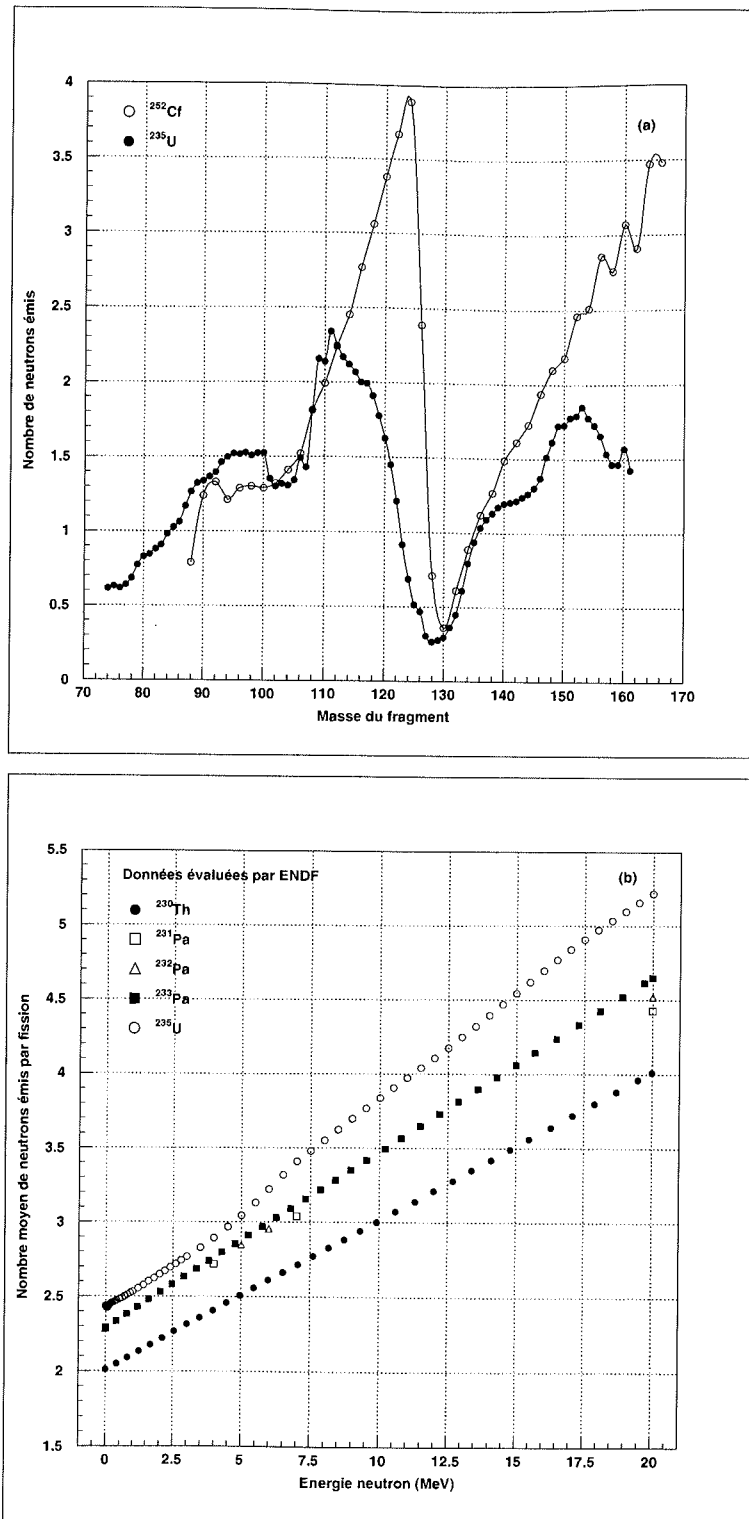 4
3.5
3
2.5
2
1.5
1
0.5
0
Nombre de neutrons émis
²⁵²Cf
²³⁵U
(a)
70 80 90 100 110 120 130 140 150 160 170
Masse du fragment
5.5
5
4.5
4
3.5
3
2.5
2
1.5
Nombre moyen de neutrons émis par fission
Données évaluées par ENDF
(b)
²³⁰Th
²³¹Pa
²³²Pa
²³³Pa
²³⁵U
0 2.5 5 7.5 10 12.5 15 17.5 20
Energie neutron (MeV)